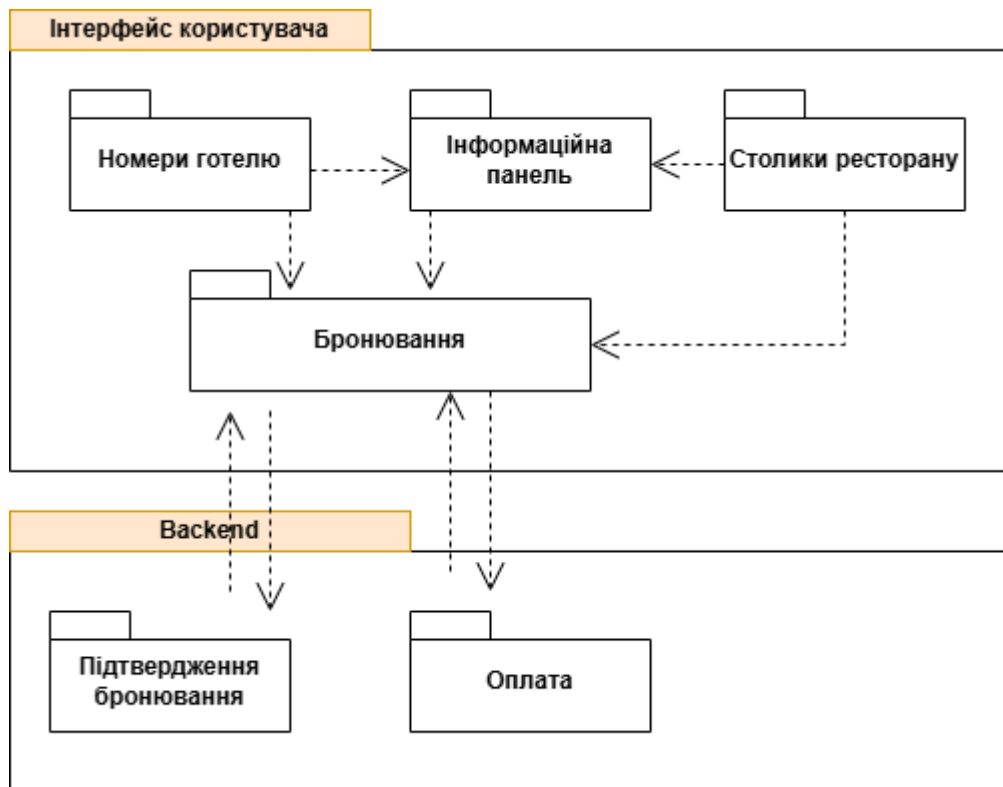 Інтерфейс користувача
Номери готелю
Інформаційна
панель
Столики ресторану
Бронювання
Backend
Підтвердження
бронювання
Оплата